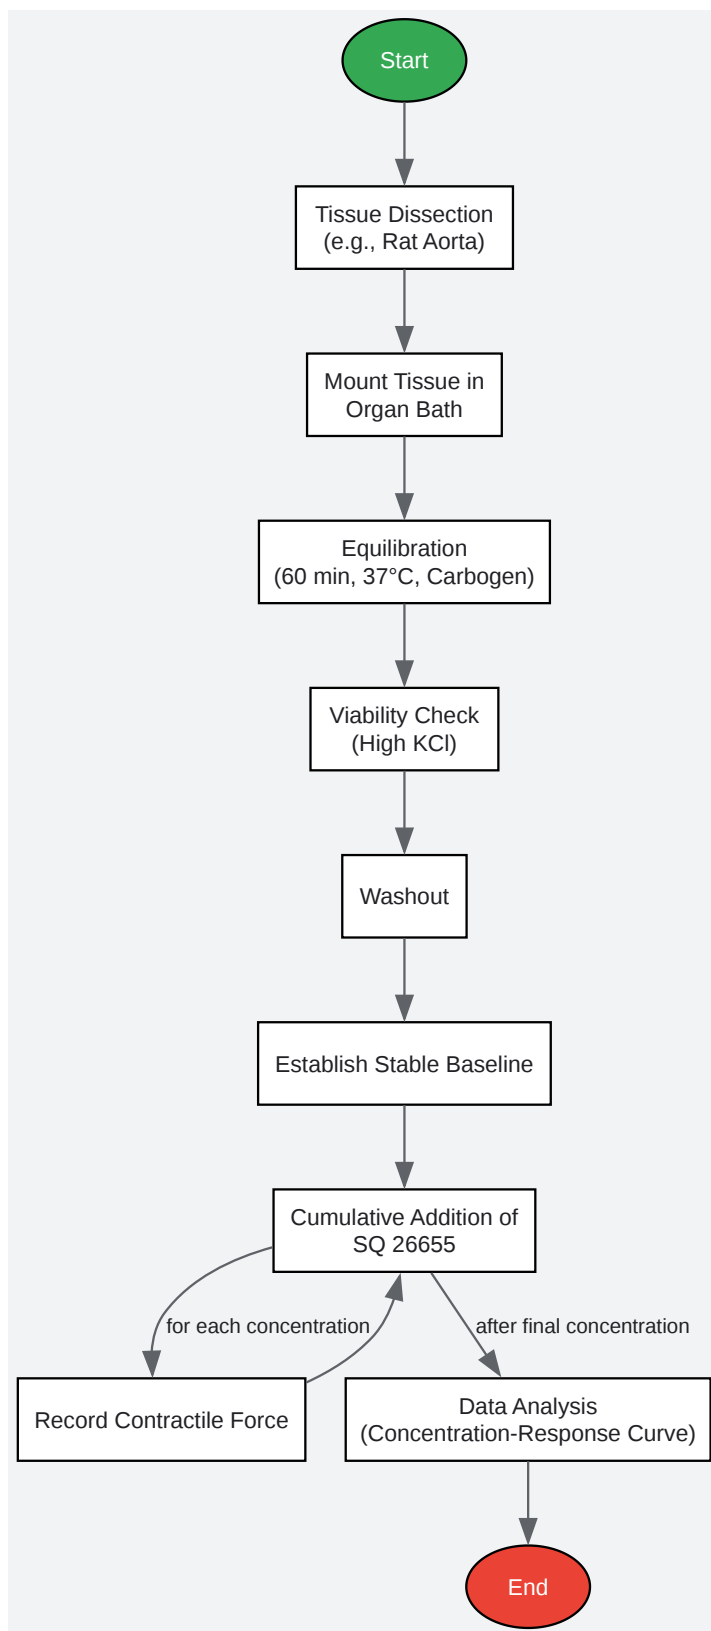 Start
Tissue Dissection
(e.g., Rat Aorta)
Mount Tissue in
Organ Bath
Equilibration
(60 min, 37°C, Carbogen)
Viability Check
(High KCl)
Washout
Establish Stable Baseline
Cumulative Addition of
SQ 26655
for each concentration
after final concentration
Record Contractile Force
Data Analysis
(Concentration-Response Curve)
End